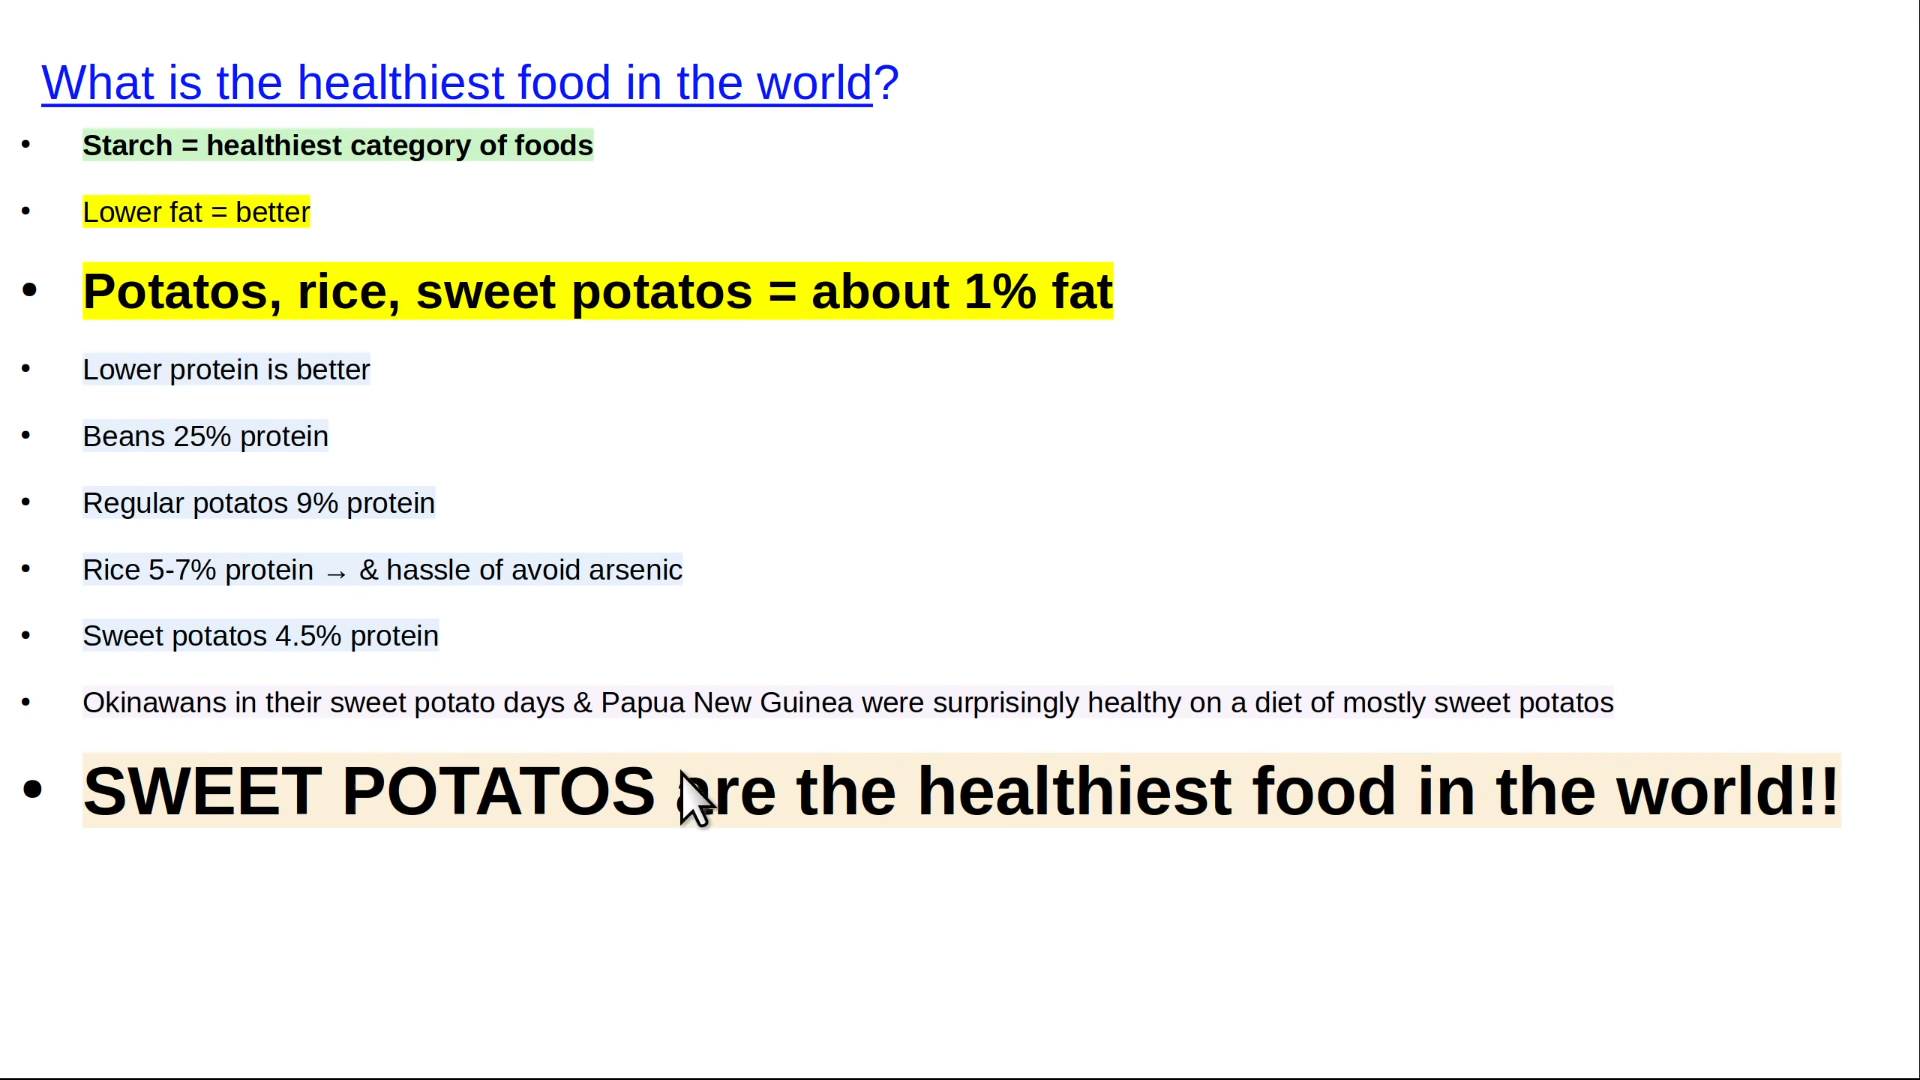 What is the healthiest food in the world?
• Starch = healthiest category of foods
• Lower fat = better
• Potatos, rice, sweet potatos = about 1% fat
• Lower protein is better
• Beans 25% protein
• Regular potatos 9% protein
• Rice 5-7% protein → & hassle of avoid arsenic
• Sweet potatos 4.5% protein
• Okinawans in their sweet potato days & Papua New Guinea were surprisingly healthy on a diet of mostly sweet potatos
• SWEET POTATOS are the healthiest food in the world!!